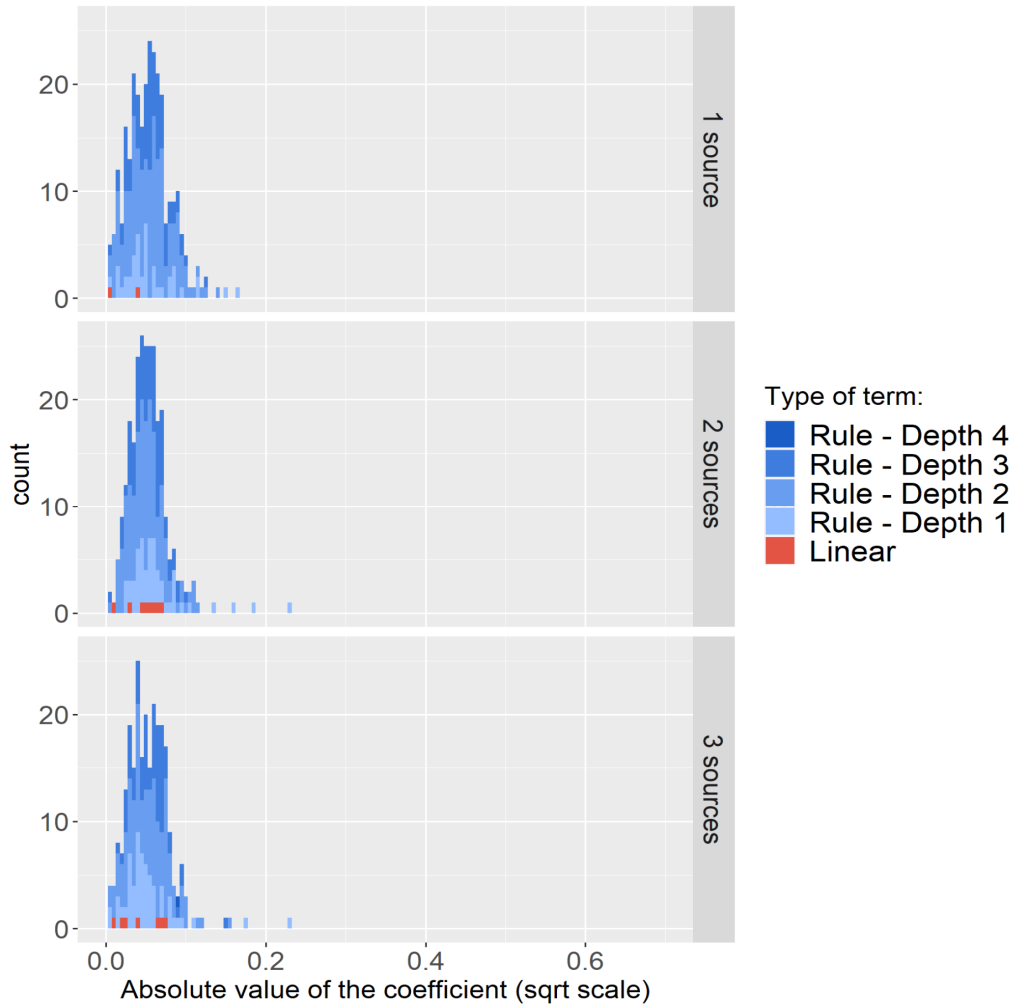 20
10
0
1 source
20
10
0
2 sources
20
10
0
3 sources
count
0.0 0.2 0.4 0.6
Absolute value of the coefficient (sqrt scale)
Type of term:
Rule - Depth 4
Rule - Depth 3
Rule - Depth 2
Rule - Depth 1
Linear